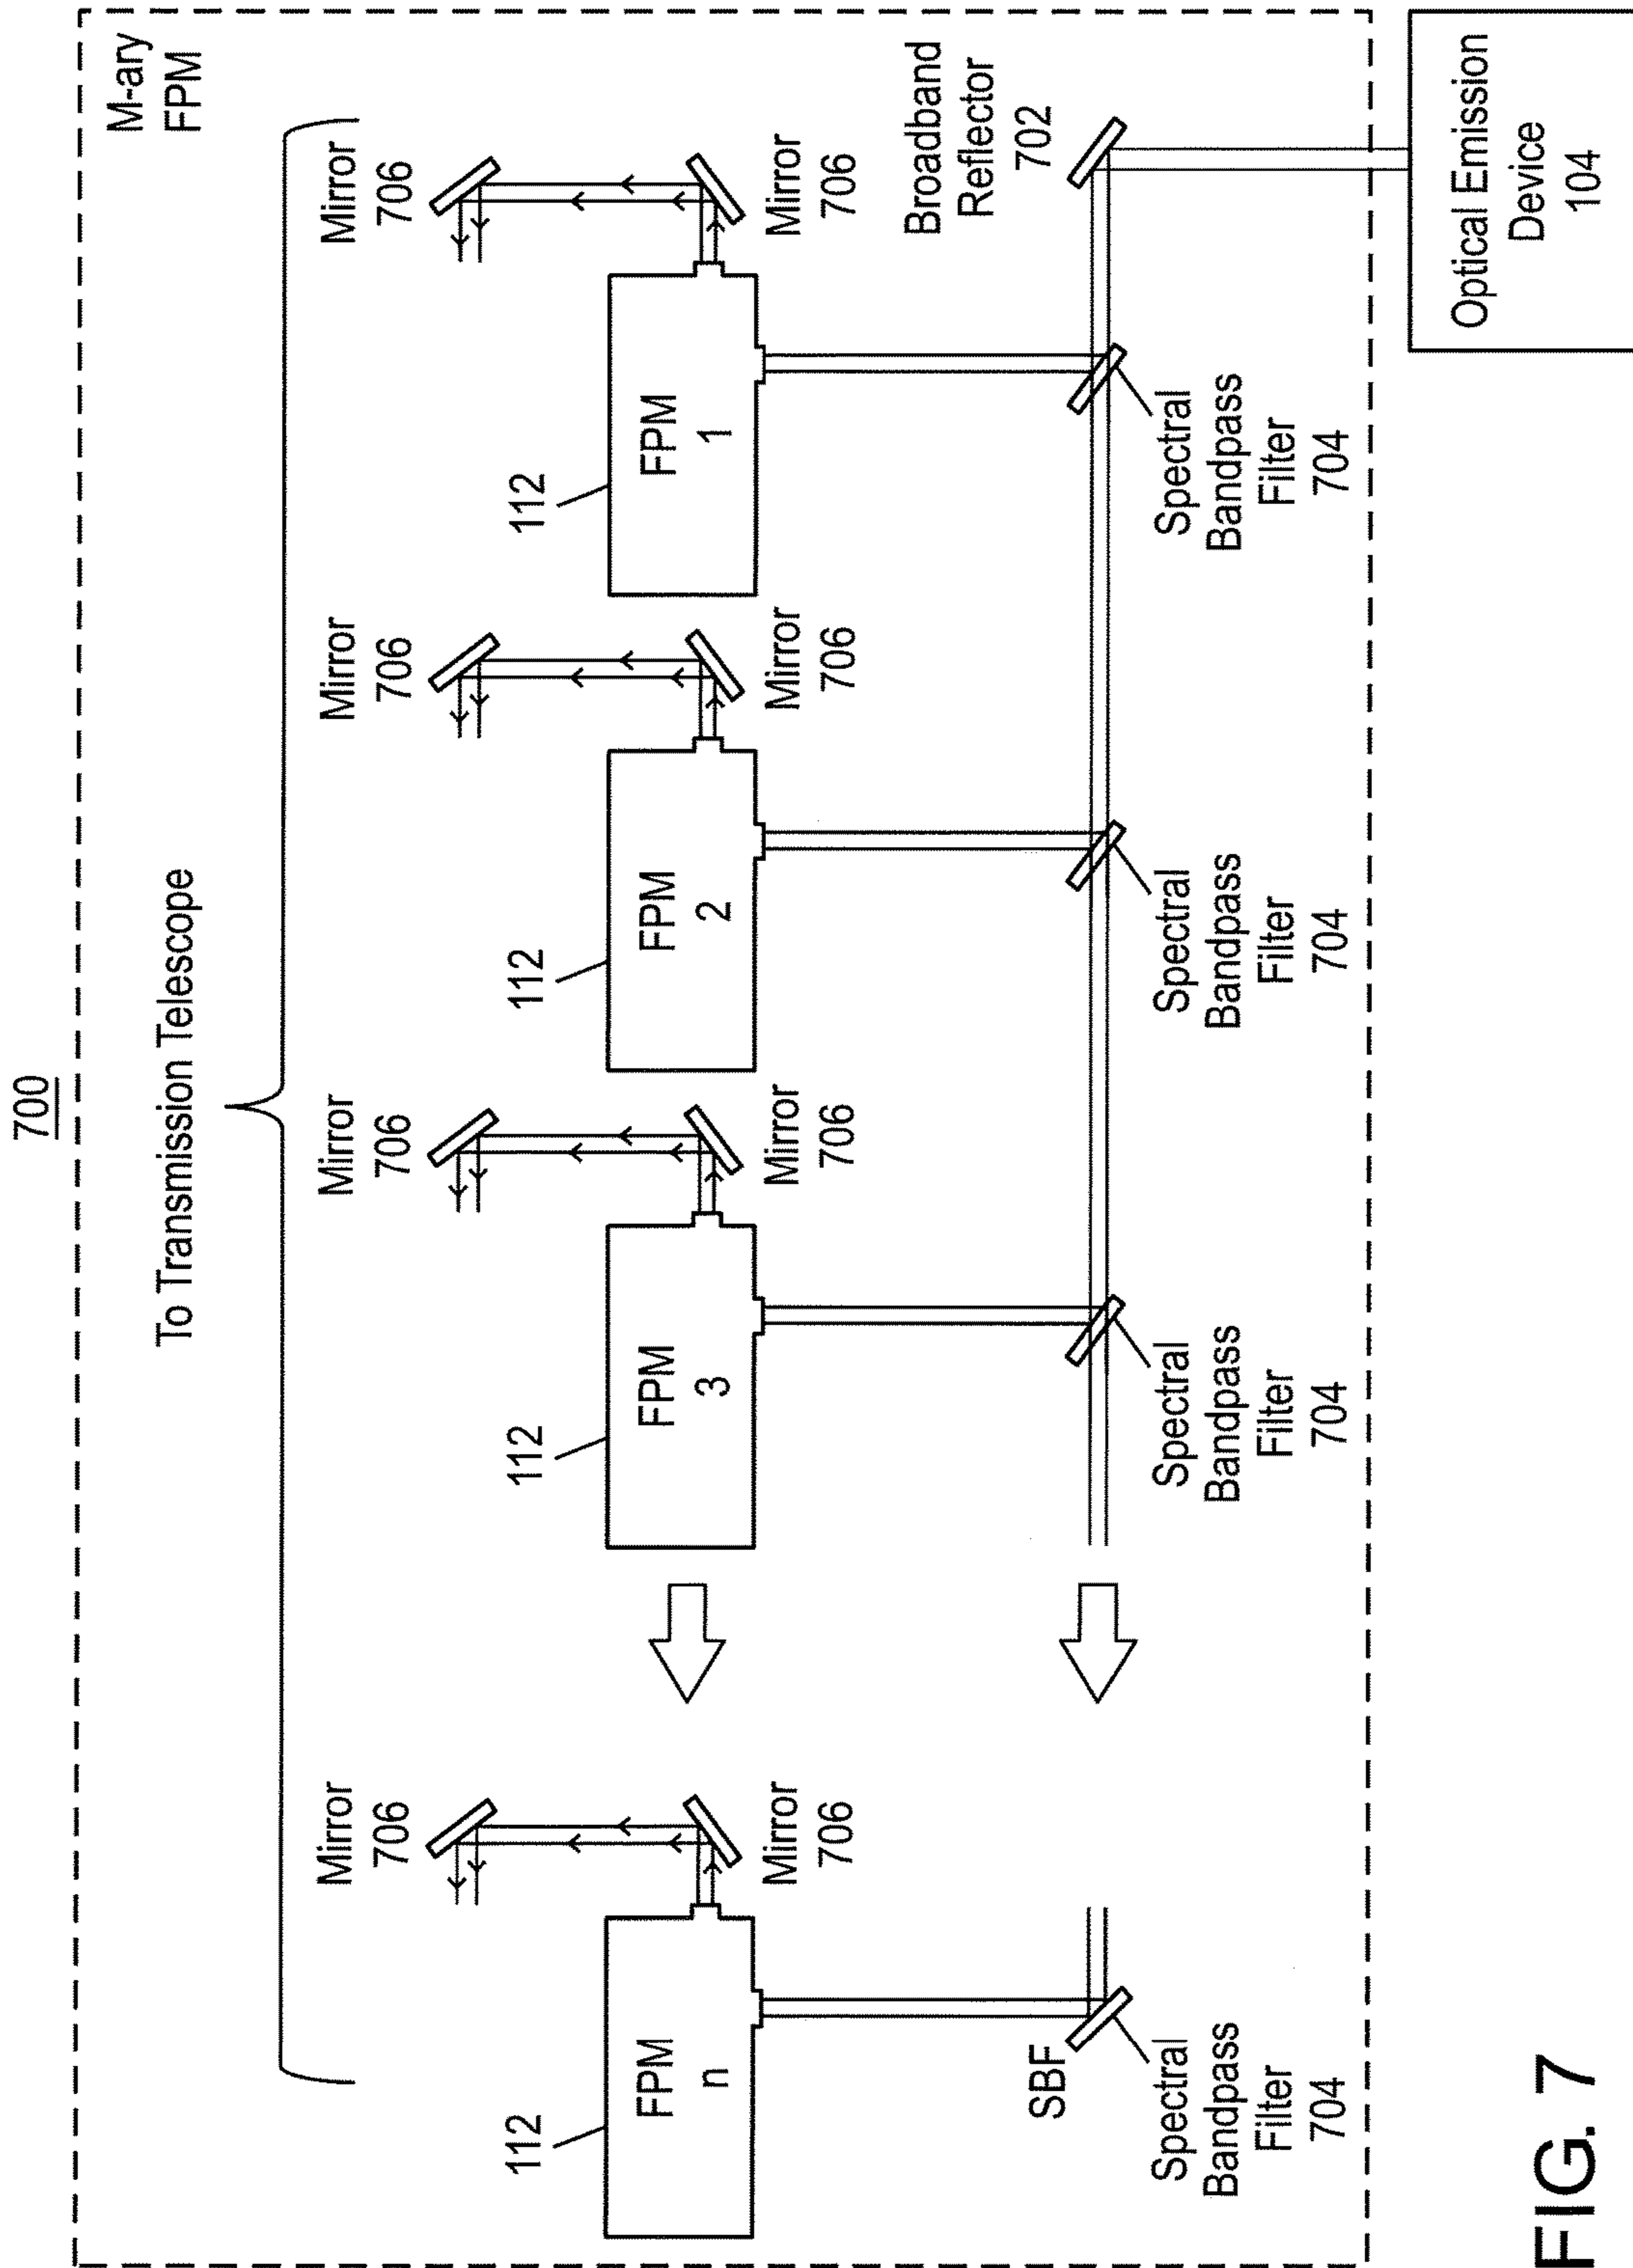 700
M-ary
FPM
To Transmission Telescope
Mirror
706
Mirror
706
Mirror
706
Mirror
706
112
FPM
n
112
FPM
3
112
FPM
2
112
FPM
1
Mirror
706
Mirror
706
Mirror
706
Mirror
706
Broadband
Reflector
702
SBF
Spectral
Bandpass
Filter
704
Spectral
Bandpass
Filter
704
Spectral
Bandpass
Filter
704
Spectral
Bandpass
Filter
704
Optical Emission
Device
104
FIG. 7